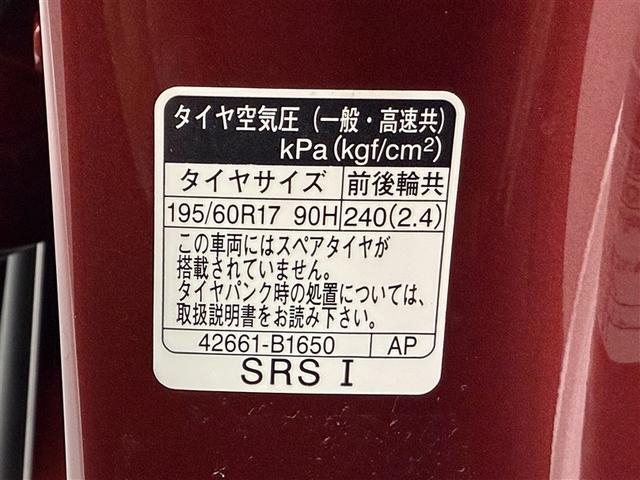 タイヤ空気圧（一般・高速共）
kPa(kgf/cm²)
タイヤサイズ 前後輪共
195/60R17 90H 240(2.4)
この車両にはスペアタイヤが
搭載されていません。
タイヤパンク時の処置については、
取扱説明書をお読み下さい。
42661-B1650 AP
SRS I